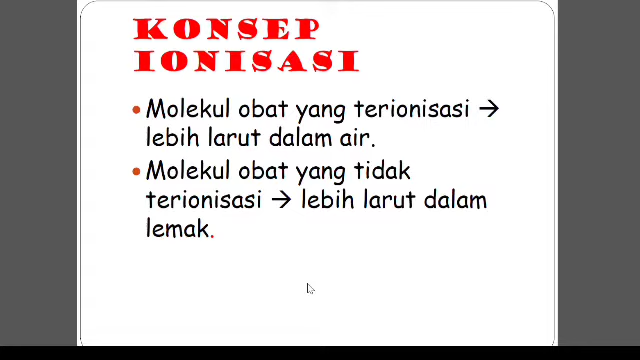 KONSEP
IONISASI
• Molekul obat yang terionisasi →
lebih larut dalam air.
• Molekul obat yang tidak
terionisasi → lebih larut dalam
lemak.